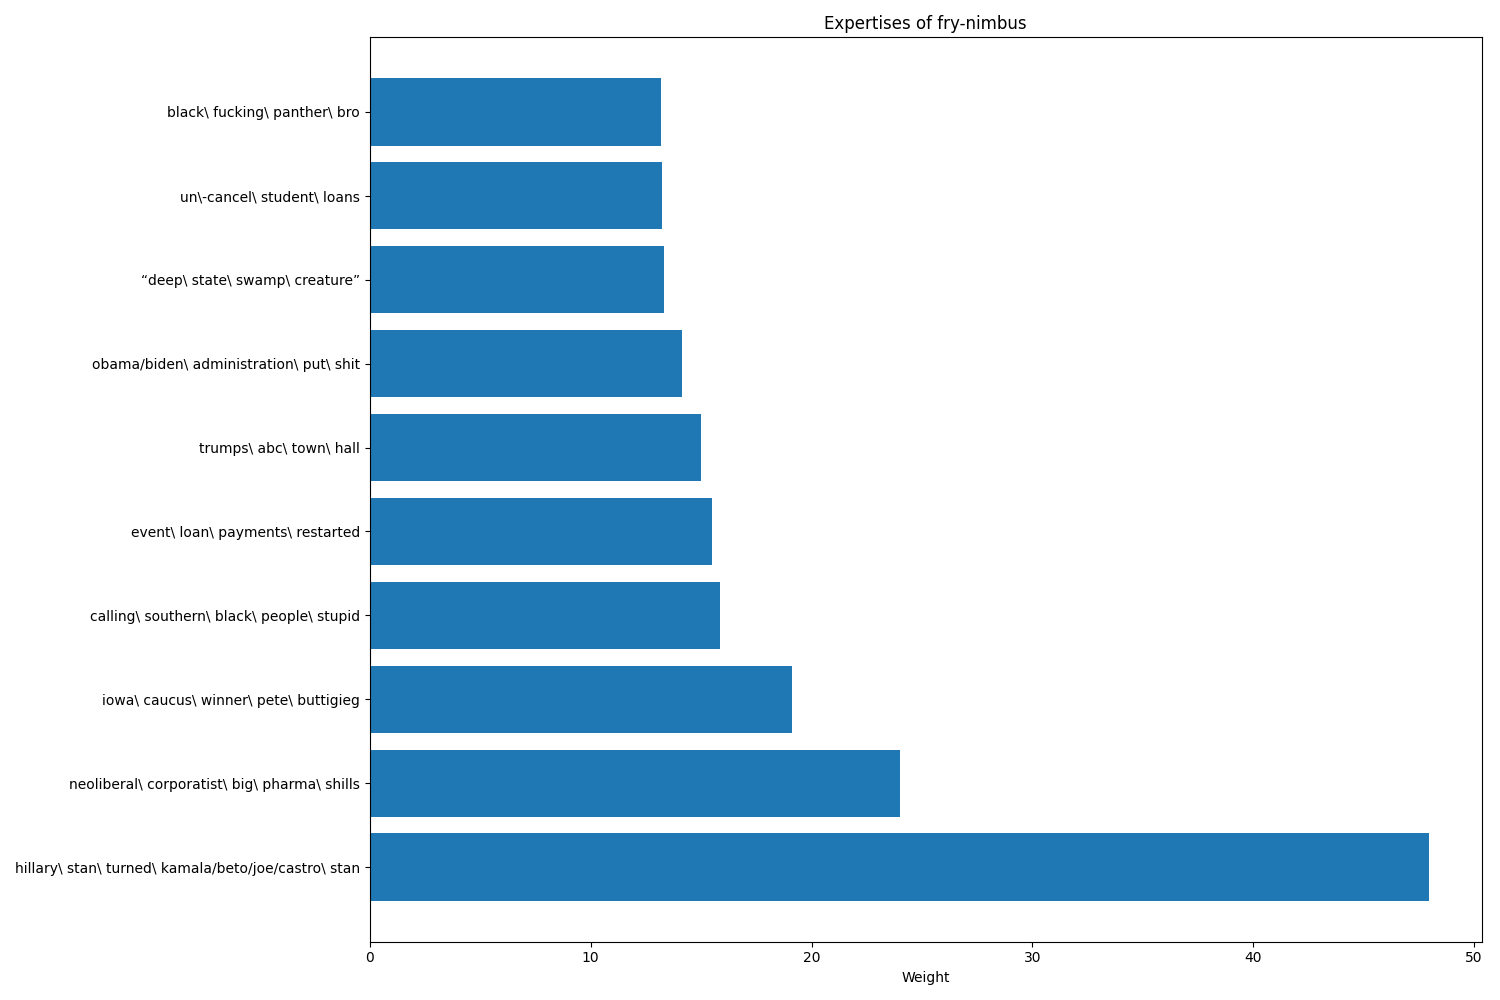 Expertises of fry-nimbus
black\ fucking\ panther\ bro
un\-cancel\ student\ loans
“deep\ state\ swamp\ creature”
obama/biden\ administration\ put\ shit
trumps\ abc\ town\ hall
event\ loan\ payments\ restarted
calling\ southern\ black\ people\ stupid
iowa\ caucus\ winner\ pete\ buttigieg
neoliberal\ corporatist\ big\ pharma\ shills
hillary\ stan\ turned\ kamala/beto/joe/castro\ stan
0 10 20 30 40 50
Weight